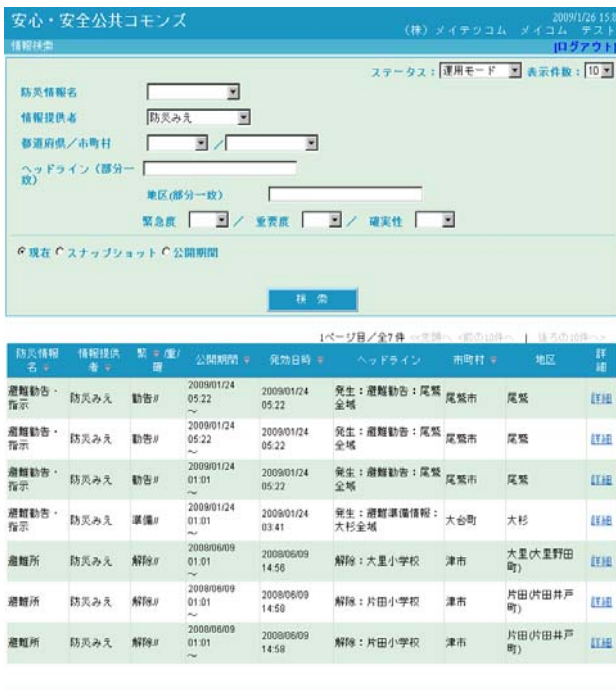 安心・安全公共コモンズ
2009/1/26 15:0
(株) メイテツコム メイコム テスト
情報検索
[ログアウト]
ステータス：運用モード 表示件数：10
防災情報名
情報提供者 防災みえ
都道府県／市町村 ／
ヘッドライン（部分一致）
地区(部分一致)
緊急度 ／ 重要度 ／ 確実性
現在 スナップショット 公開期間
検 索
1ページ目／全7件 <<先頭へ <前の10件へ | 後ろの10件へ>
防災情報名 情報提供者 緊/重/確 公開期間 発効日時 ヘッドライン 市町村 地区 詳細
避難勧告・指示 防災みえ 勧告// 2009/01/24 05:22 ～ 2009/01/24 05:22 発生：避難勧告：尾鷲全域 尾鷲市 尾鷲 詳細
避難勧告・指示 防災みえ 勧告// 2009/01/24 05:22 ～ 2009/01/24 05:22 発生：避難勧告：尾鷲全域 尾鷲市 尾鷲 詳細
避難勧告・指示 防災みえ 勧告// 2009/01/24 01:01 ～ 2009/01/24 05:22 発生：避難勧告：尾鷲全域 尾鷲市 尾鷲 詳細
避難勧告・指示 防災みえ 準備// 2009/01/24 01:01 ～ 2009/01/24 03:41 発生：避難準備情報：大杉全域 大台町 大杉 詳細
避難所 防災みえ 解除// 2008/06/09 01:01 ～ 2008/06/09 14:56 解除：大里小学校 津市 大里(大里野田町) 詳細
避難所 防災みえ 解除// 2008/06/09 01:01 ～ 2008/06/09 14:58 解除：片田小学校 津市 片田(片田井戸町) 詳細
避難所 防災みえ 解除// 2008/06/09 01:01 ～ 2008/06/09 14:58 解除：片田小学校 津市 片田(片田井戸町) 詳細